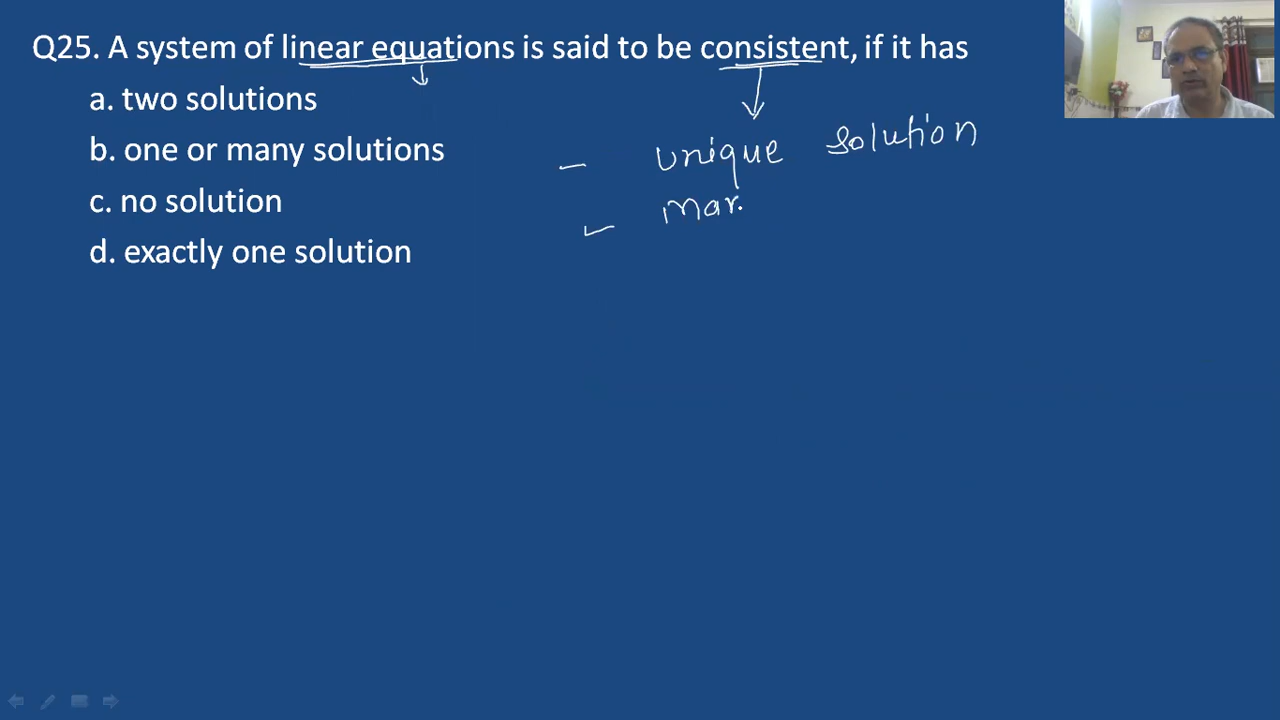 Q25. A system of linear equations is said to be consistent, if it has
a. two solutions
b. one or many solutions
c. no solution
d. exactly one solution
- unique solution
- mar